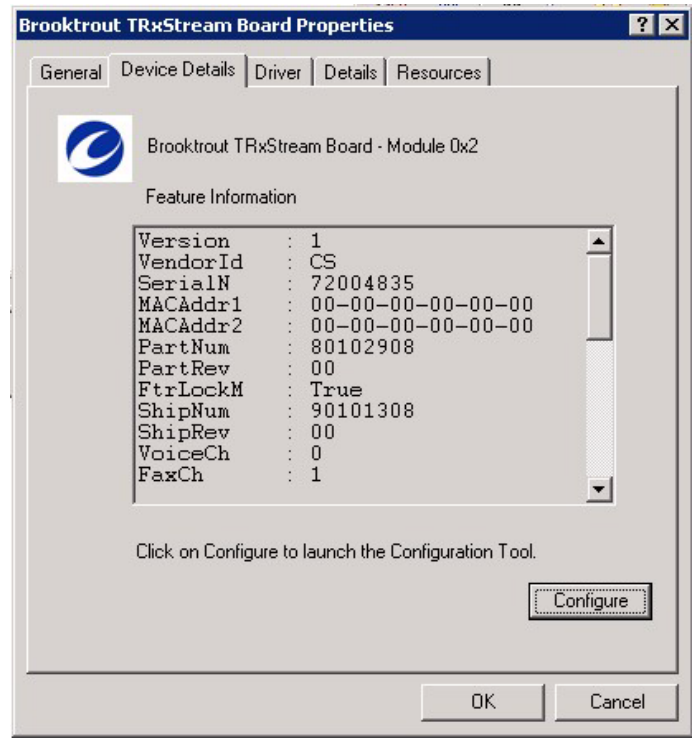 Brooktrout TRxStream Board Properties
General Device Details Driver Details Resources
Brooktrout TRxStream Board - Module 0x2
Feature Information
Version : 1
VendorId : CS
SerialN : 72004835
MACAddr1 : 00-00-00-00-00-00
MACAddr2 : 00-00-00-00-00-00
PartNum : 80102908
PartRev : 00
FtrLockM : True
ShipNum : 90101308
ShipRev : 00
VoiceCh : 0
FaxCh : 1
Click on Configure to launch the Configuration Tool.
Configure
OK Cancel